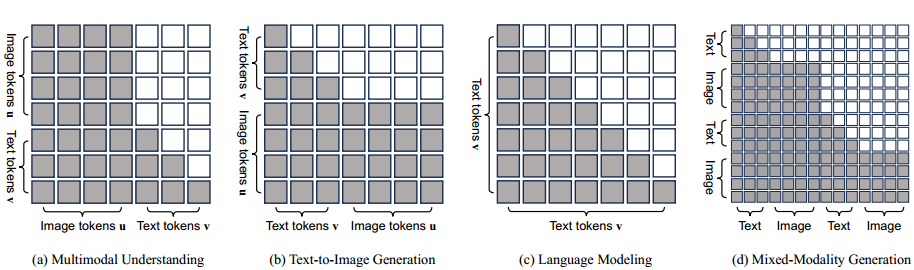 Image tokens u
Text tokens v
Image tokens u
Text tokens v
(a) Multimodal Understanding
Text tokens v
Image tokens u
Text tokens v
Image tokens u
(b) Text-to-Image Generation
Text tokens v
Text tokens v
(c) Language Modeling
Text
Image
Text
Image
Text
Image
Text
Image
(d) Mixed-Modality Generation